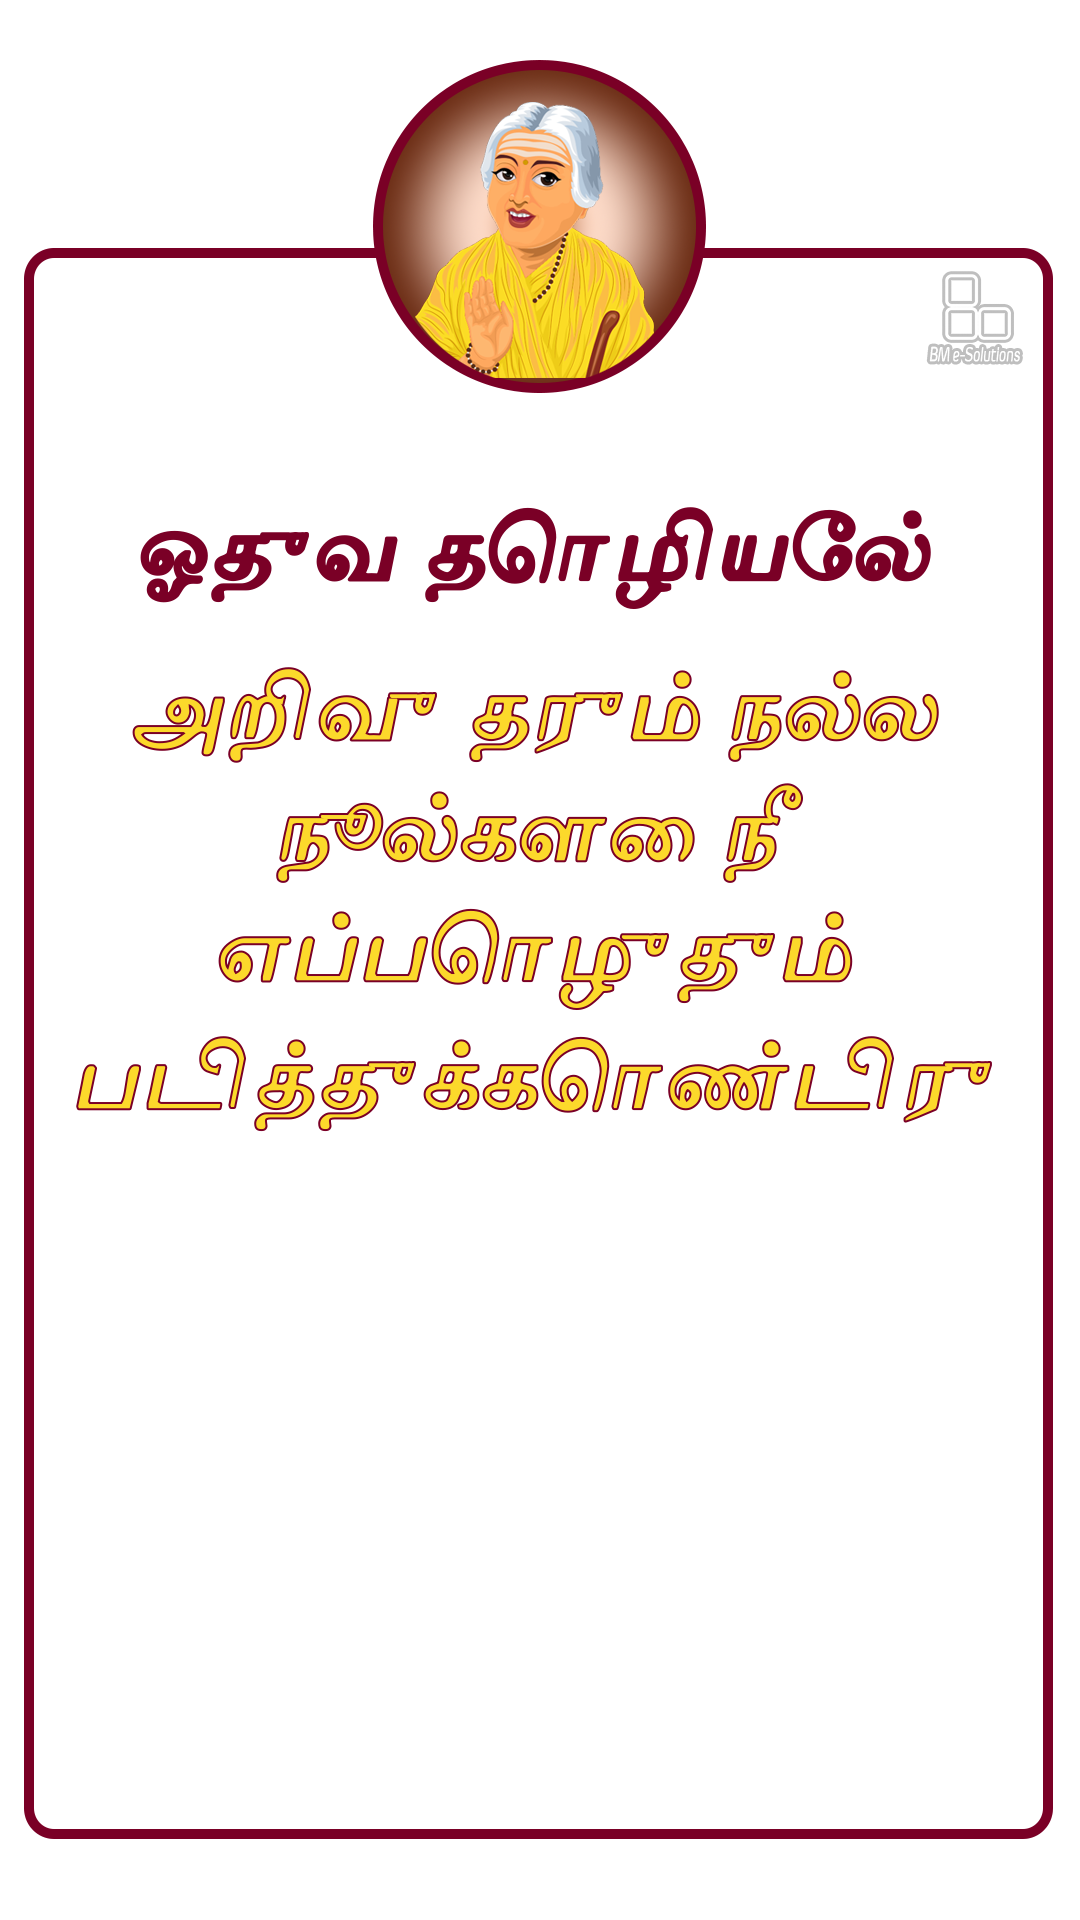 BM e-Solutions
ஓதுவ தொழியேல்
அறிவு தரும் நல்ல
நூல்களை நீ
எப்பொழுதும்
படித்துக்கொண்டிரு